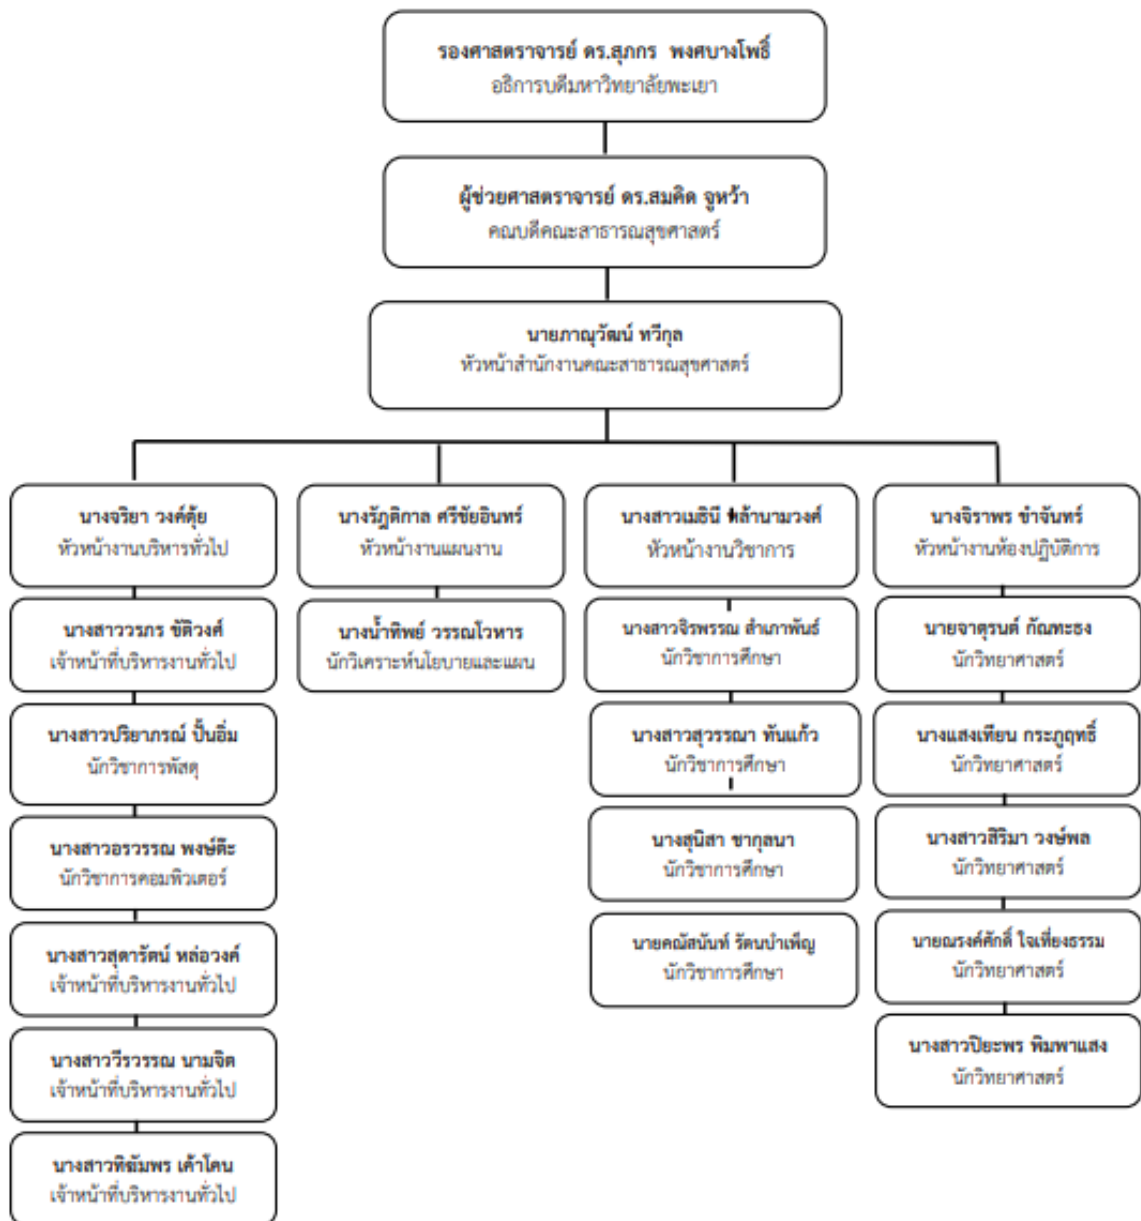 รองศาสตราจารย์ ดร.สุภกร พงศบางโพธิ์
อธิการบดีมหาวิทยาลัยพะเยา
ผู้ช่วยศาสตราจารย์ ดร.สมคิด จูหว้า
คณบดีคณะสาธารณสุขศาสตร์
นายภาณุวัฒน์ ทวีกุล
หัวหน้าสำนักงานคณะสาธารณสุขศาสตร์
นางจริยา วงค์ตุ้ย
หัวหน้างานบริหารทั่วไป
นางสาววรภร ขัติวงศ์
เจ้าหน้าที่บริหารงานทั่วไป
นางสาวปริยาภรณ์ ปั้นอิ่ม
นักวิชาการพัสดุ
นางสาวอรวรรณ พงษ์ต๊ะ
นักวิชาการคอมพิวเตอร์
นางสาวสุดารัตน์ หล่อวงค์
เจ้าหน้าที่บริหารงานทั่วไป
นางสาววีรวรรณ นามจิต
เจ้าหน้าที่บริหารงานทั่วไป
นางสาวทิฆัมพร เค้าโคน
เจ้าหน้าที่บริหารงานทั่วไป
นางรัฎติกาล ศรีชัยอินทร์
หัวหน้างานแผนงาน
นางน้ำทิพย์ วรรณโวหาร
นักวิเคราะห์นโยบายและแผน
นางสาวเมธินี หล้านามวงศ์
หัวหน้างานวิชาการ
นางสาวจิรพรรณ สำเภาพันธ์
นักวิชาการศึกษา
นางสาวสุวรรณา ทันแก้ว
นักวิชาการศึกษา
นางสุนิสา ชากุลนา
นักวิชาการศึกษา
นายคณัสนันท์ รัตนบำเพ็ญ
นักวิชาการศึกษา
นางจิราพร ขำจันทร์
หัวหน้างานห้องปฏิบัติการ
นายจาตุรนต์ กัณทะธง
นักวิทยาศาสตร์
นางแสงเทียน กระภูฤทธิ์
นักวิทยาศาสตร์
นางสาวสิริมา วงษ์พล
นักวิทยาศาสตร์
นายณรงค์ศักดิ์ ใจเที่ยงธรรม
นักวิทยาศาสตร์
นางสาวปิยะพร พิมพาแสง
นักวิทยาศาสตร์